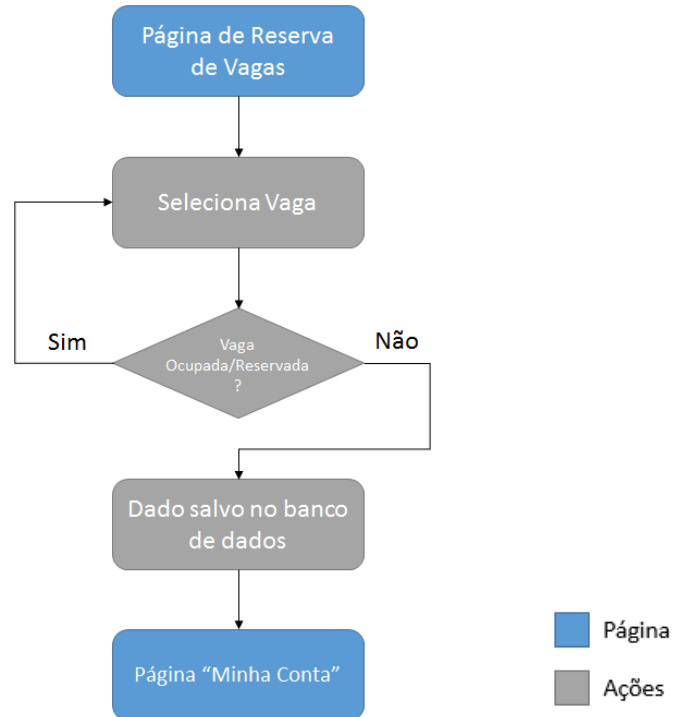 Página de Reserva
de Vagas
Seleciona Vaga
Sim
Vaga
Ocupada/Reservada
?
Não
Dado salvo no banco
de dados
Página “Minha Conta”
Página
Ações